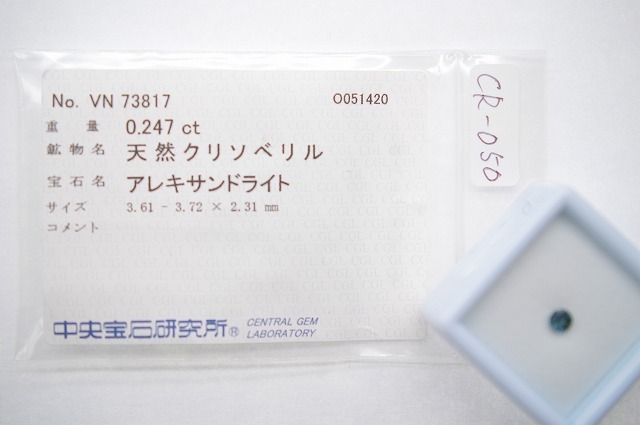 No. VN 73817
O051420
重量 0.247 ct
鉱物名 天然クリソベリル
宝石名 アレキサンドライト
サイズ 3.61 - 3.72 × 2.31 mm
コメント
中央宝石研究所® CENTRAL GEM
LABORATORY
CR-050